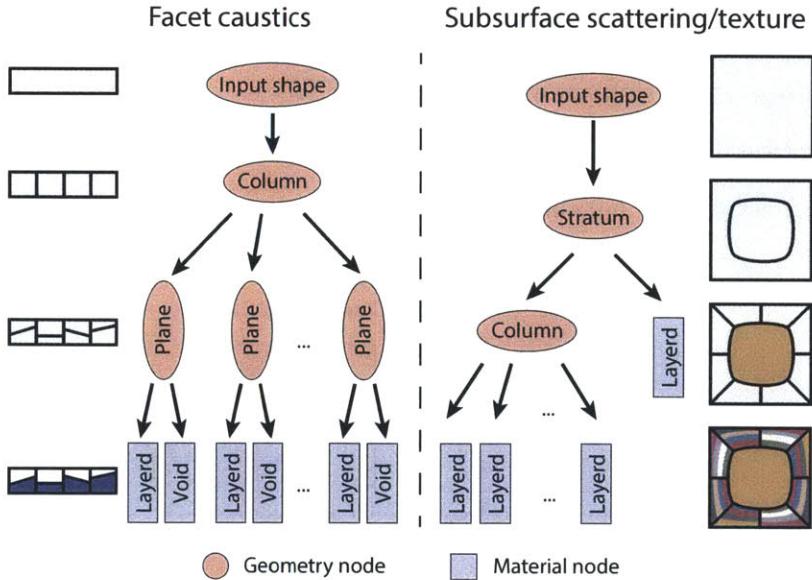 Facet caustics
Subsurface scattering/texture
Input shape
Input shape
Column
Stratum
Plane
Plane
...
Plane
Column
Layerd
...
Layerd
Void
Layerd
Void
...
Layerd
Void
Layerd
Layerd
...
Layerd
Geometry node
Material node